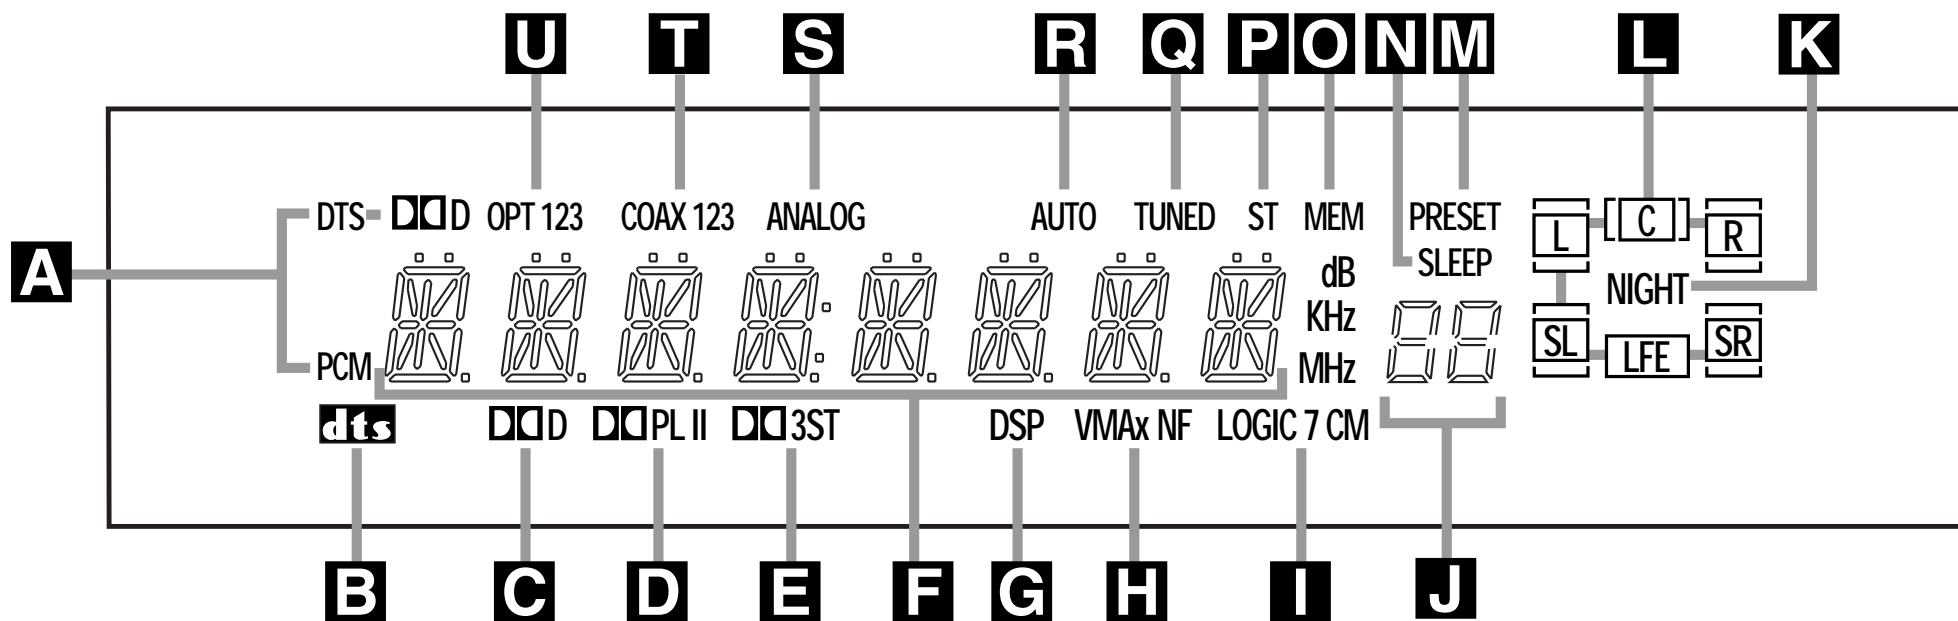 U T S R Q P O N M L K
DTS D OPT 123 COAX 123 ANALOG AUTO TUNED ST MEM PRESET L C R
SLEEP
A
dB
NIGHT
KHz
SL LFE SR
PCM MHz
dts D PL II 3ST DSP VMAx NF LOGIC 7 CM
B C D E F G H I J